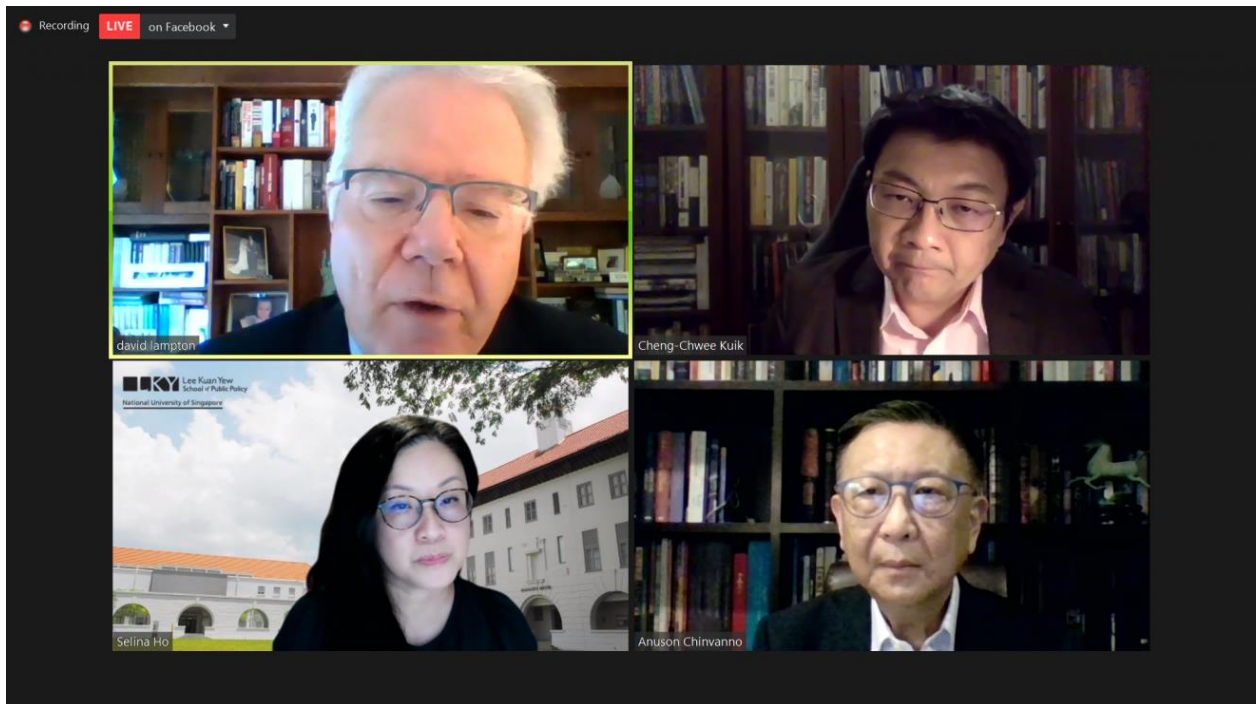 Recording LIVE on Facebook
david lampton
Cheng-Chwee Kuik
LKY Lee Kuan Yew
School of Public Policy
National University of Singapore
Selina Ho
Anuson Chinvanno